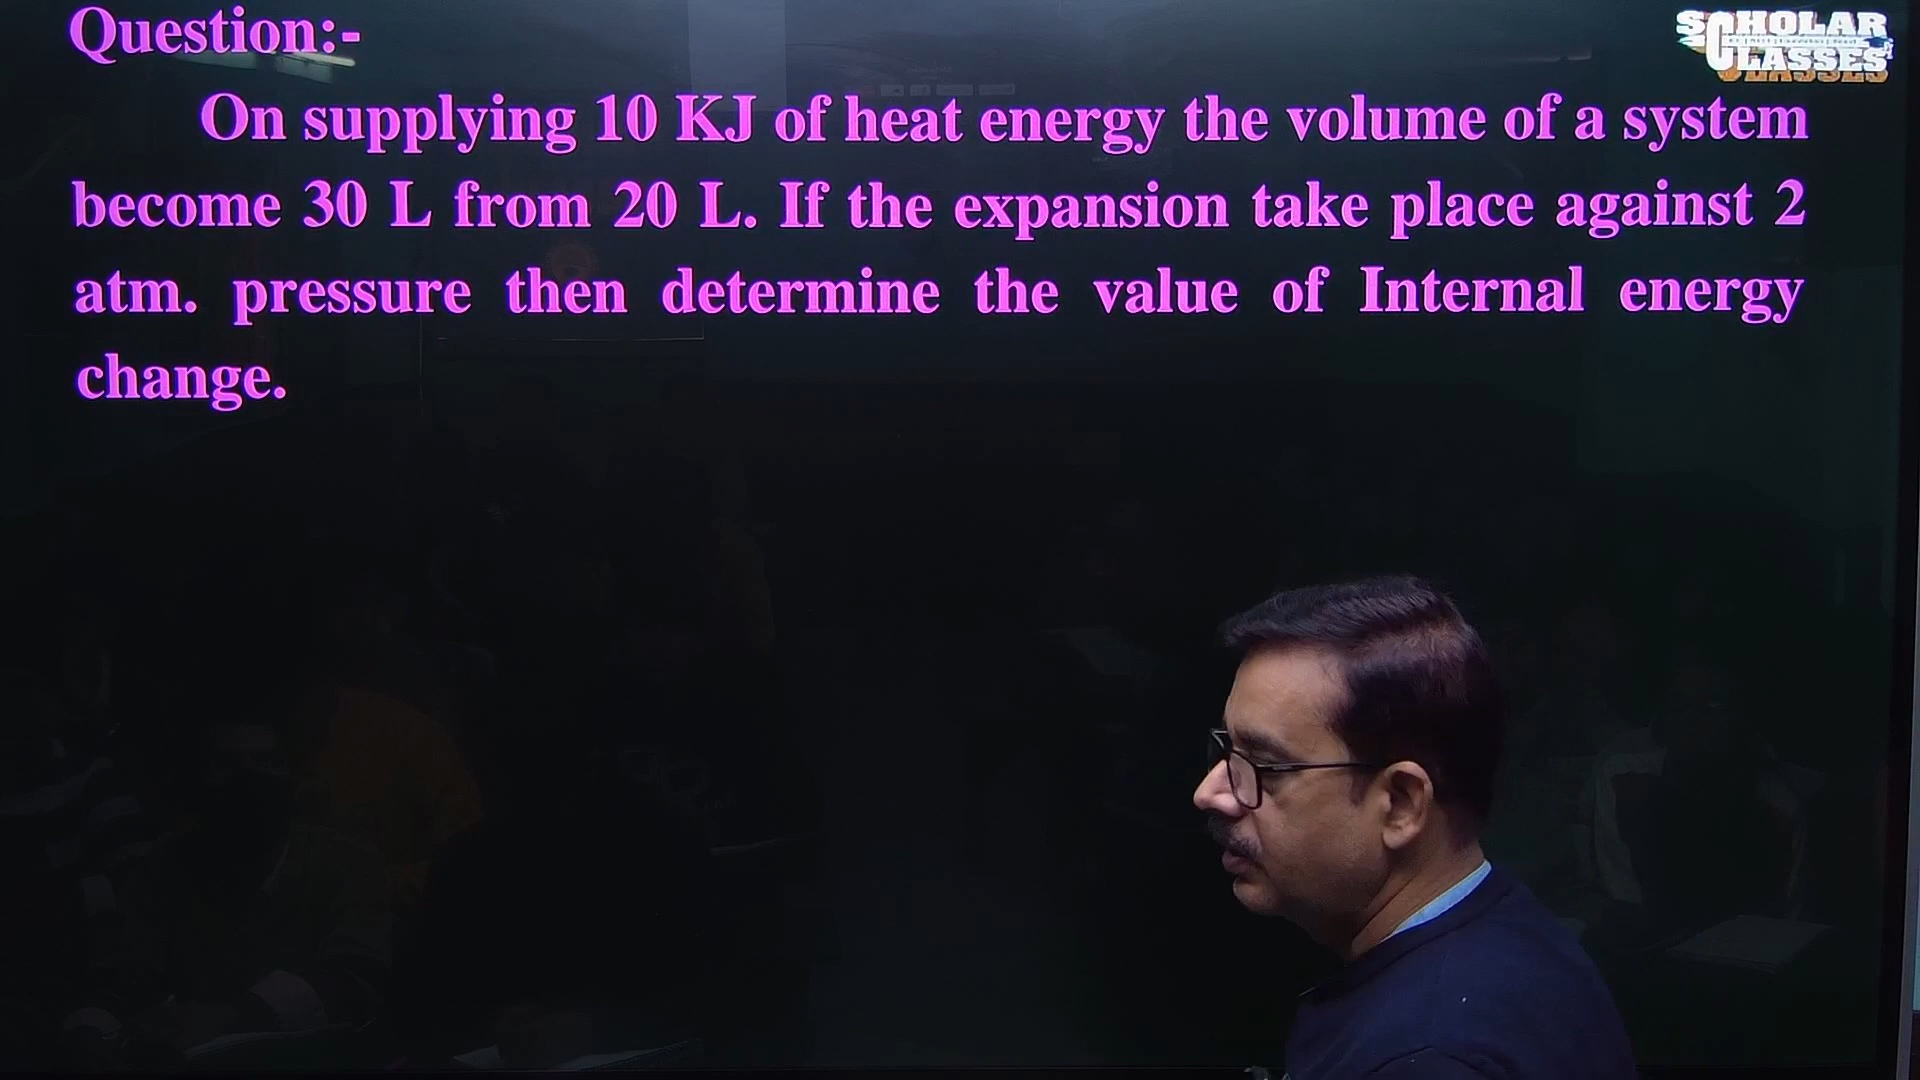 Question:-
SCHOLAR
CLASSES
On supplying 10 KJ of heat energy the volume of a system
become 30 L from 20 L. If the expansion take place against 2
atm. pressure then determine the value of Internal energy
change.